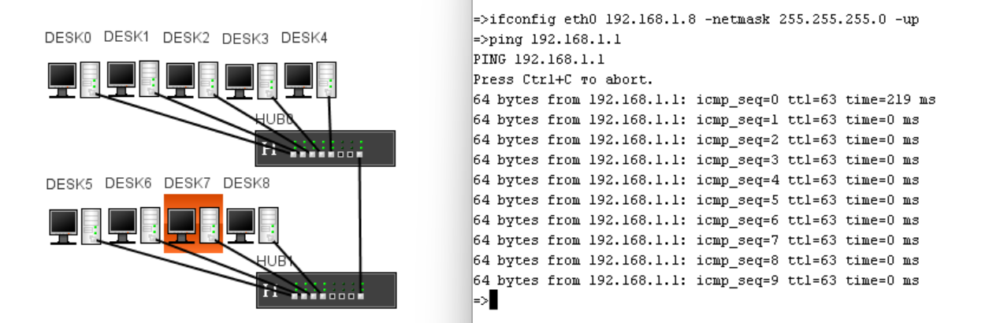 DESK0 DESK1 DESK2 DESK3 DESK4
HUB0
H
DESK5 DESK6 DESK7 DESK8
HUB1
H
=>ifconfig eth0 192.168.1.8 -netmask 255.255.255.0 -up
=>ping 192.168.1.1
PING 192.168.1.1
Press Ctrl+C to abort.
64 bytes from 192.168.1.1: icmp_seq=0 ttl=63 time=219 ms
64 bytes from 192.168.1.1: icmp_seq=1 ttl=63 time=0 ms
64 bytes from 192.168.1.1: icmp_seq=2 ttl=63 time=0 ms
64 bytes from 192.168.1.1: icmp_seq=3 ttl=63 time=0 ms
64 bytes from 192.168.1.1: icmp_seq=4 ttl=63 time=0 ms
64 bytes from 192.168.1.1: icmp_seq=5 ttl=63 time=0 ms
64 bytes from 192.168.1.1: icmp_seq=6 ttl=63 time=0 ms
64 bytes from 192.168.1.1: icmp_seq=7 ttl=63 time=0 ms
64 bytes from 192.168.1.1: icmp_seq=8 ttl=63 time=0 ms
64 bytes from 192.168.1.1: icmp_seq=9 ttl=63 time=0 ms
=>